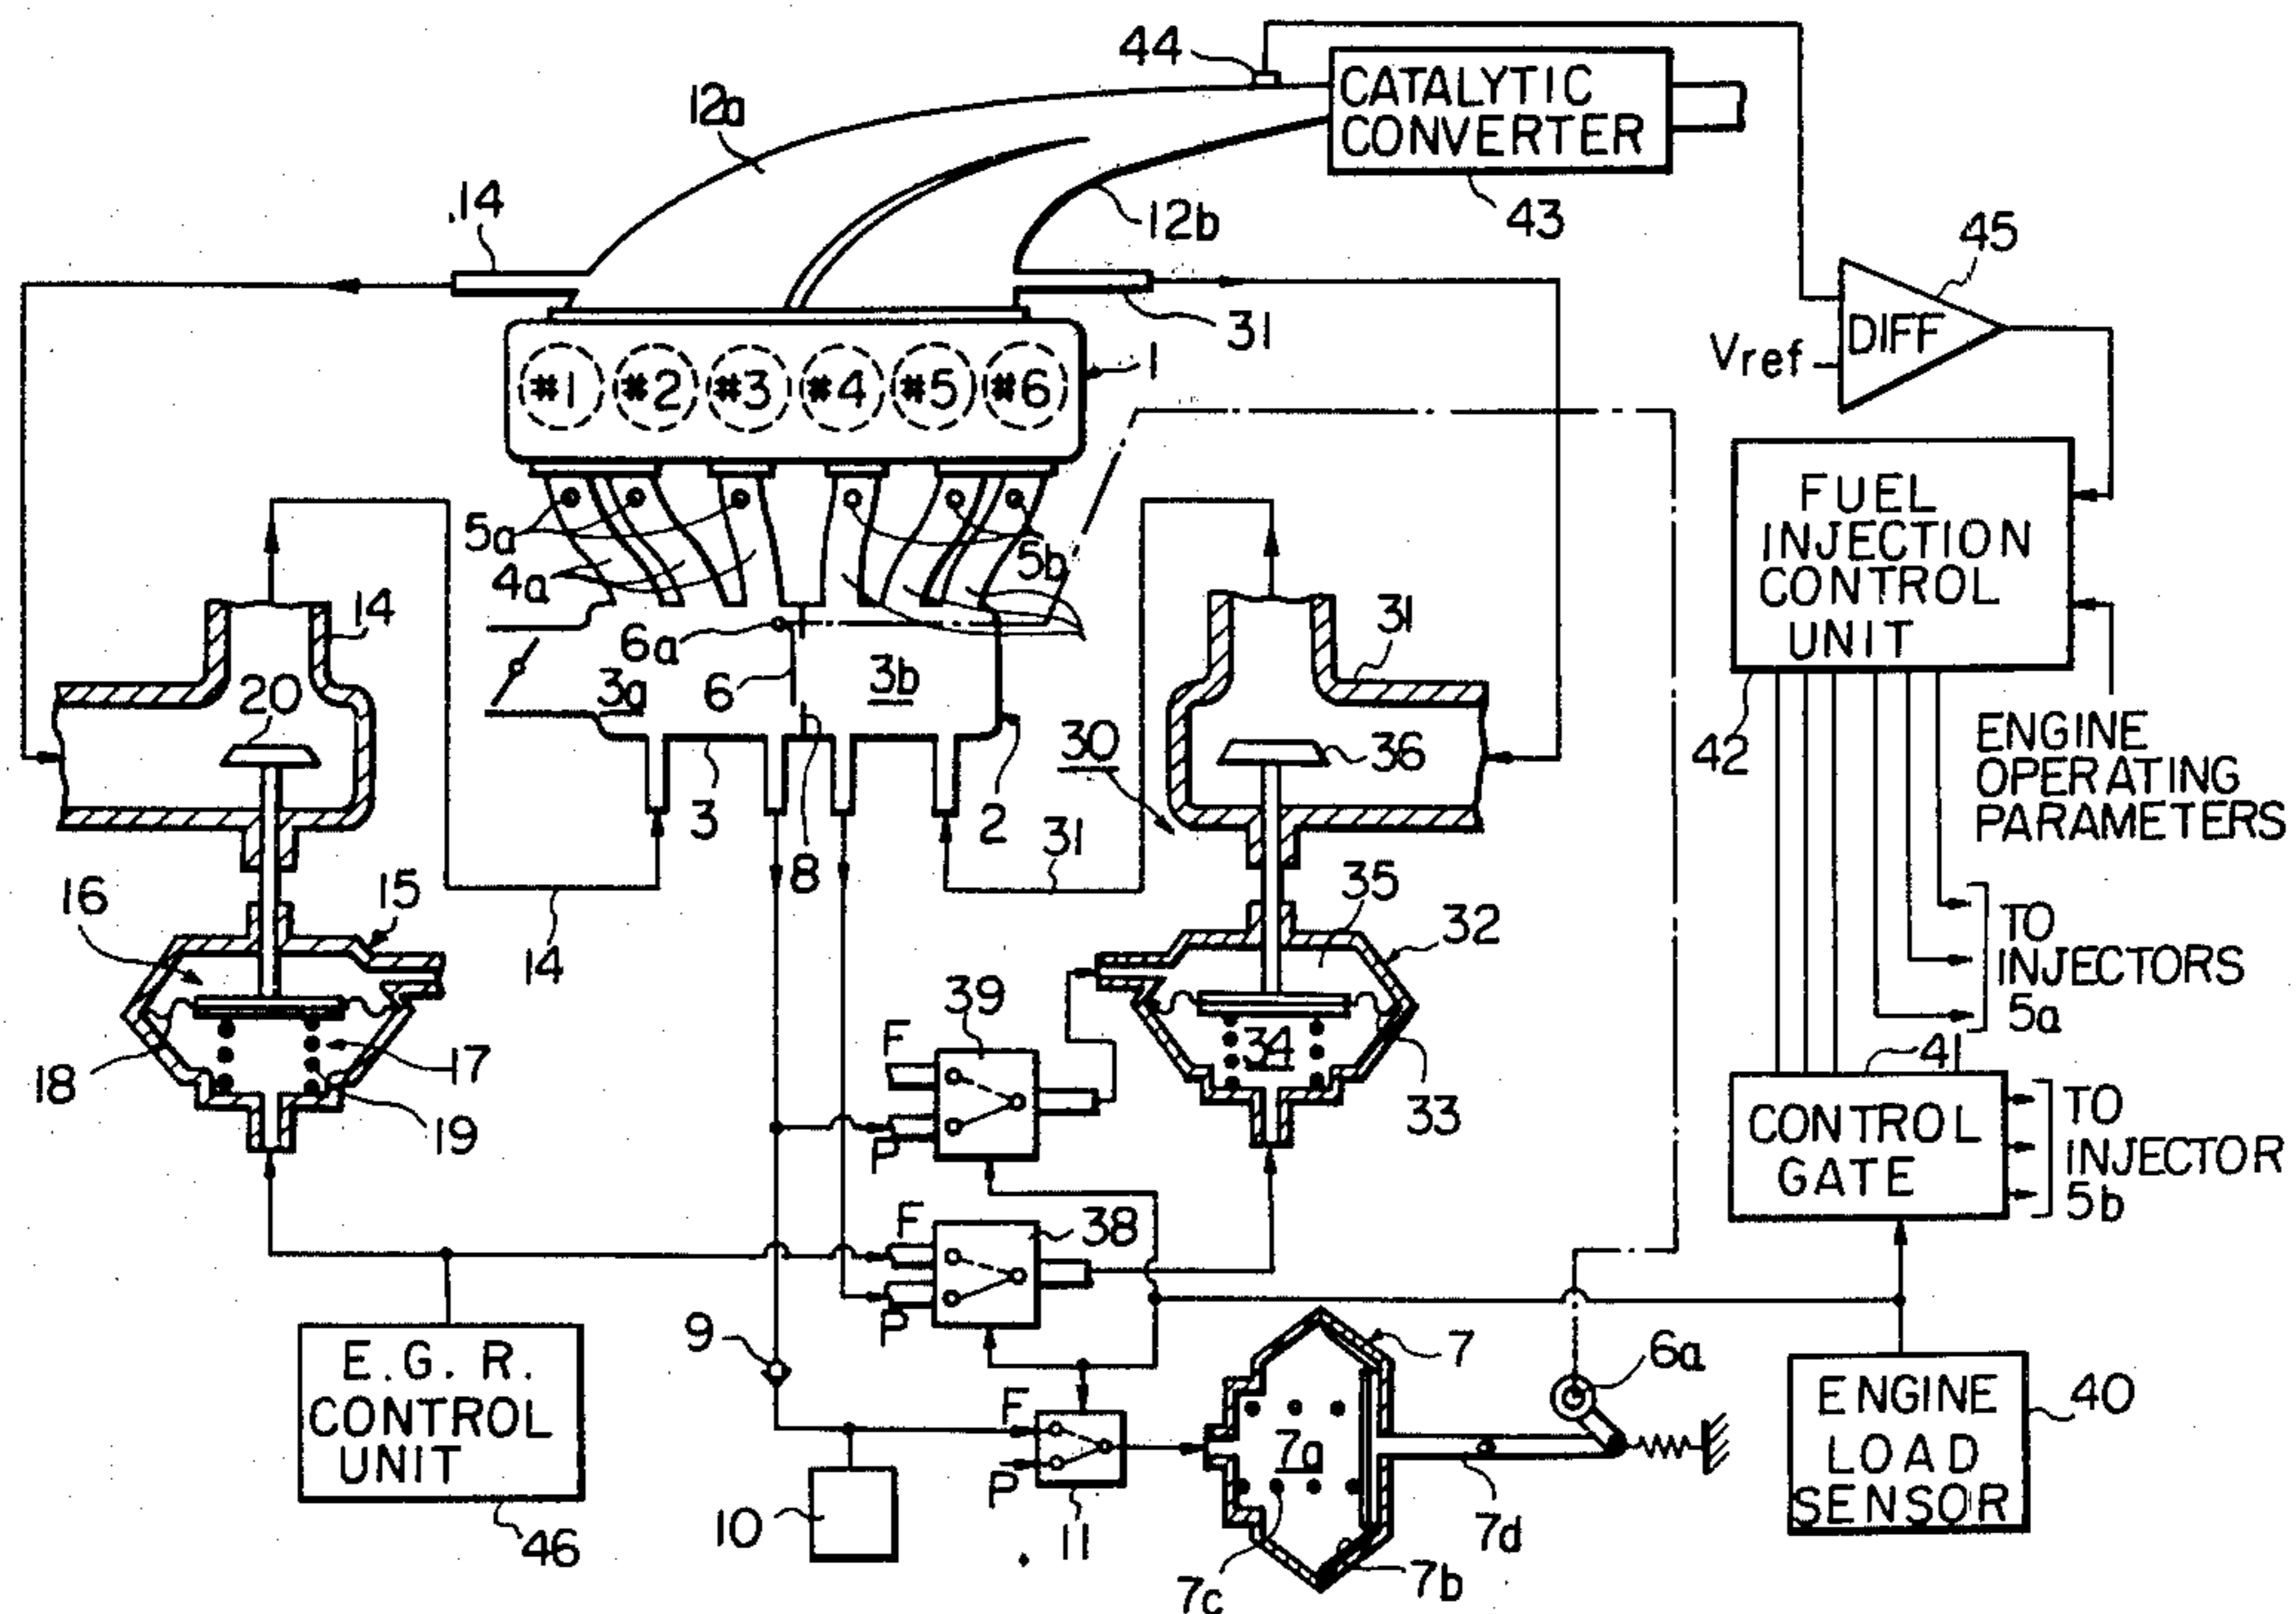 44
CATALYTIC
CONVERTER
12a
14
12b
43
45
31
1
DIFF
Vref
#1 #2 #3 #4 #5 #6
5a
5b
4a
FUEL
INJECTION
CONTROL
UNIT
14
6a
31
20
3a
6
3b
42
ENGINE
OPERATING
PARAMETERS
30
36
3
8
2
31
16
15
14
35
32
TO
INJECTORS
5a
39
F
34
18
17
19
P
33
41
CONTROL
GATE
TO
INJECTOR
5b
F
38
P
9
7
6a
E.G.R.
CONTROL
UNIT
ENGINE
LOAD
SENSOR
40
F
7a
P
10
11
7d
46
7c
7b